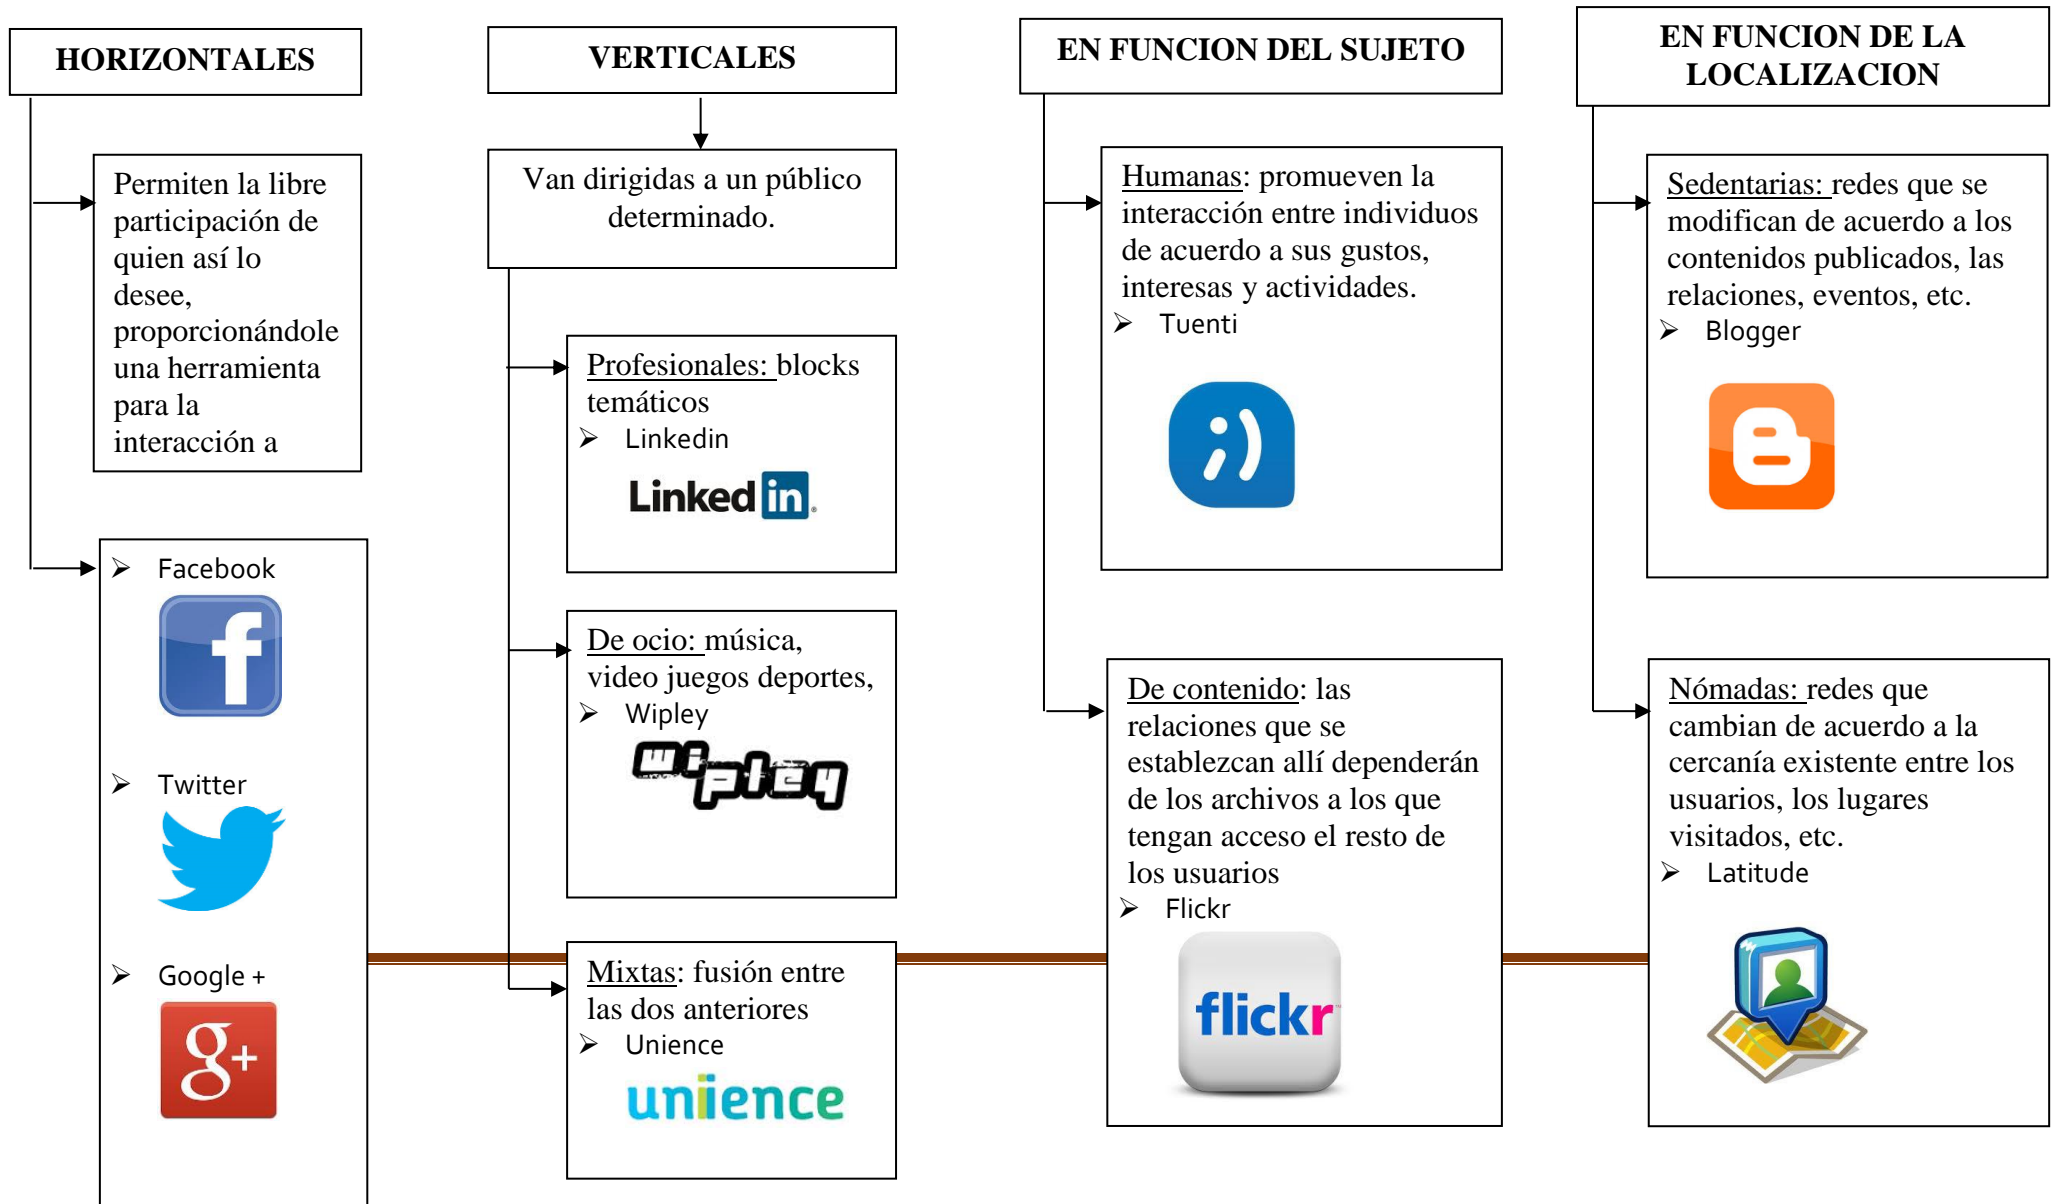 HORIZONTALES
Permiten la libre
participación de
quien así lo
desee,
proporcionándole
una herramienta
para la
interacción a
➢ Facebook
f
➢ Twitter
➢ Google +
g+
VERTICALES
Van dirigidas a un público
determinado.
Profesionales: blocks
temáticos
➢ Linkedin
Linked in®
De ocio: música,
video juegos deportes,
➢ Wipley
wipley
Mixtas: fusión entre
las dos anteriores
➢ Unience
uniience
EN FUNCION DEL SUJETO
Humanas: promueven la
interacción entre individuos
de acuerdo a sus gustos,
interesas y actividades.
➢ Tuenti
;)
De contenido: las
relaciones que se
establezcan allí dependerán
de los archivos a los que
tengan acceso el resto de
los usuarios
➢ Flickr
flickr
EN FUNCION DE LA
LOCALIZACION
Sedentarias: redes que se
modifican de acuerdo a los
contenidos publicados, las
relaciones, eventos, etc.
➢ Blogger
B
Nómadas: redes que
cambian de acuerdo a la
cercanía existente entre los
usuarios, los lugares
visitados, etc.
➢ Latitude